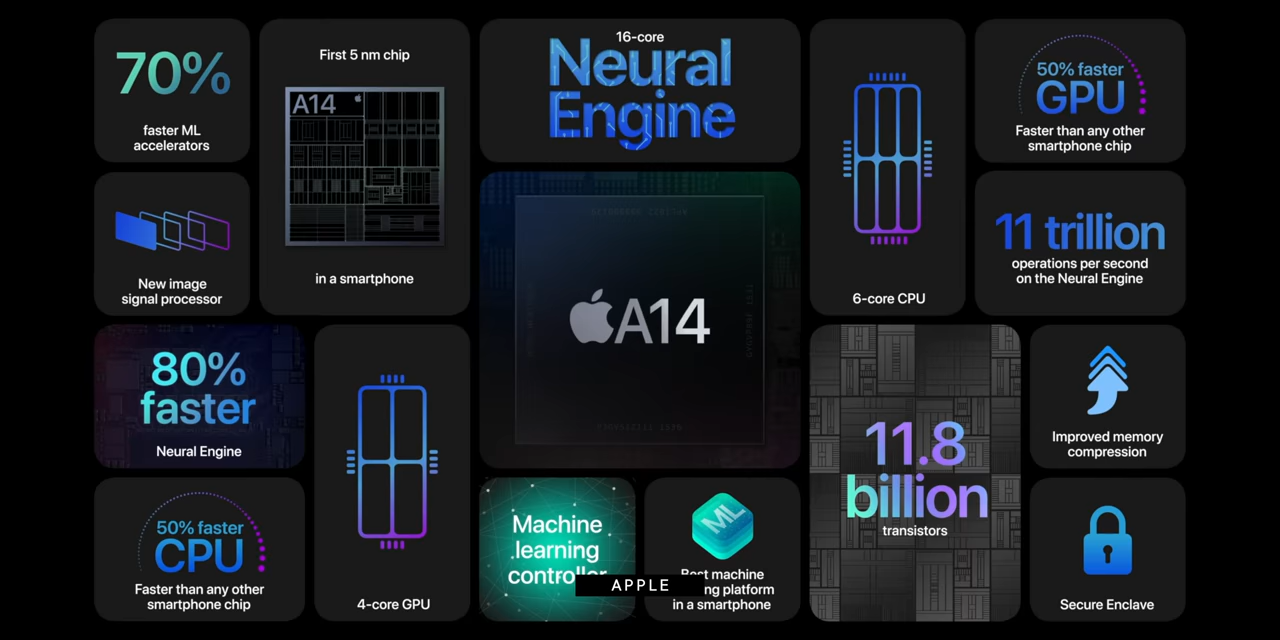 70%
faster ML
accelerators
First 5 nm chip
A14
in a smartphone
16-core
Neural
Engine
6-core CPU
50% faster
GPU
Faster than any other
smartphone chip
New image
signal processor
A14
11 trillion
operations per second
on the Neural Engine
80%
faster
Neural Engine
4-core GPU
11.8
billion
transistors
Improved memory
compression
50% faster
CPU
Faster than any other
smartphone chip
Machine
learning
controller
ML
machine
platform
in a smartphone
APPLE
Secure Enclave